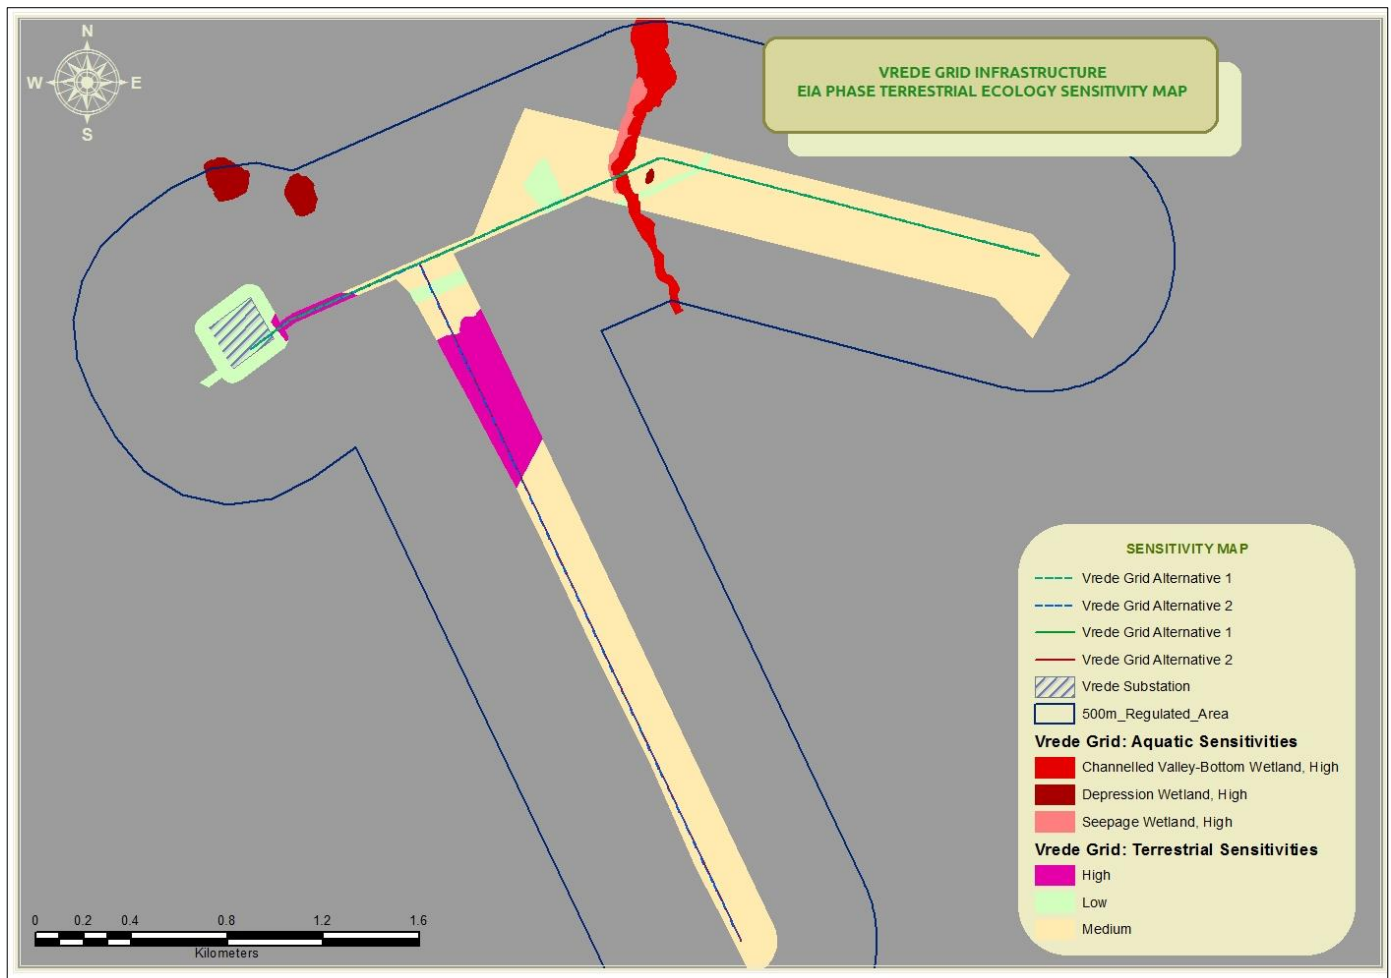 N
W E
S
VREDE GRID INFRASTRUCTURE
EIA PHASE TERRESTRIAL ECOLOGY SENSITIVITY MAP
SENSITIVITY MAP
Vrede Grid Alternative 1
Vrede Grid Alternative 2
Vrede Grid Alternative 1
Vrede Grid Alternative 2
Vrede Substation
500m_Regulated_Area
Vrede Grid: Aquatic Sensitivities
Channelled Valley-Bottom Wetland, High
Depression Wetland, High
Seepage Wetland, High
Vrede Grid: Terrestrial Sensitivities
High
Low
Medium
0 0.2 0.4 0.8 1.2 1.6
Kilometers